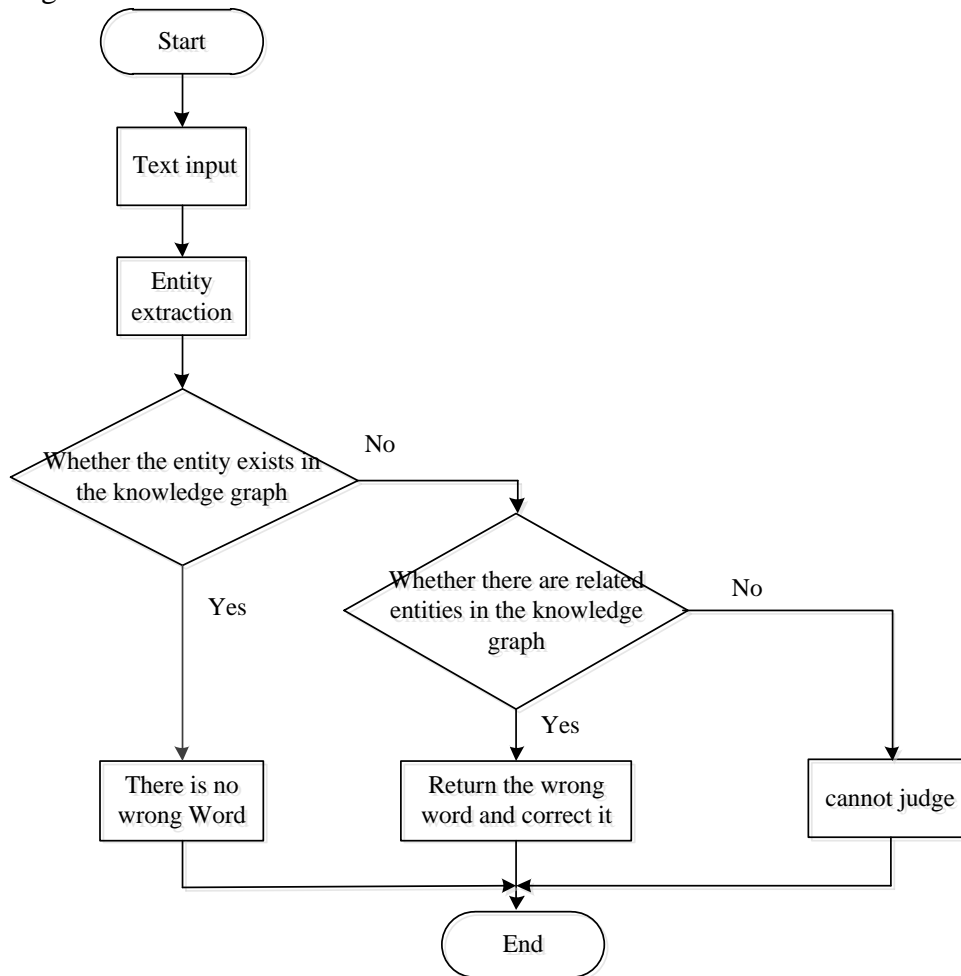 Start
Text input
Entity
extraction
Whether the entity exists in
the knowledge graph
No
Yes
Whether there are related
entities in the knowledge
graph
No
Yes
There is no
wrong Word
Return the wrong
word and correct it
cannot judge
End